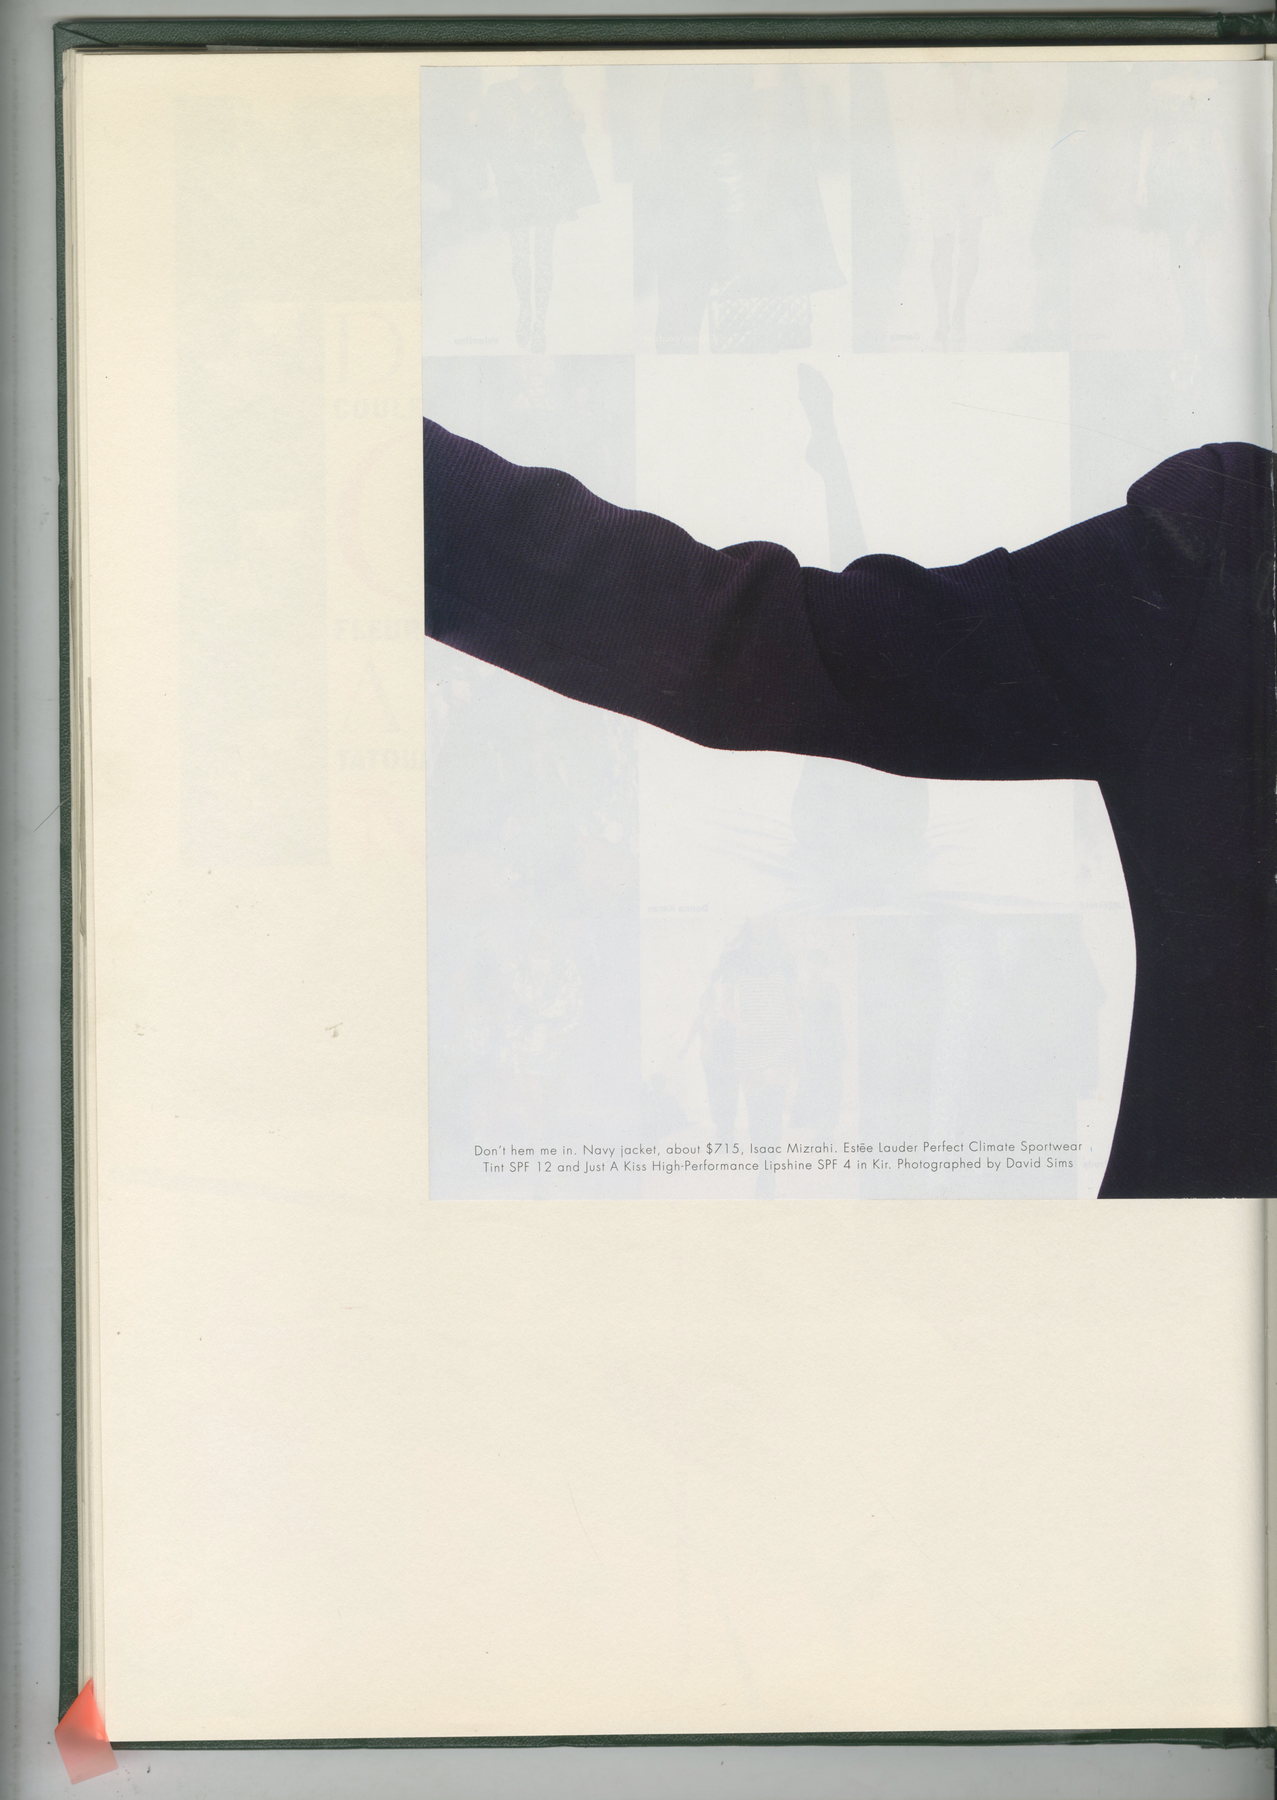 Don't hem me in. Navy jacket, about $715, Isaac Mizrahi. Estēe Lauder Perfect Climate Sportwear
Tint SPF 12 and Just A Kiss High-Performance Lipshine SPF 4 in Kir. Photographed by David Sims